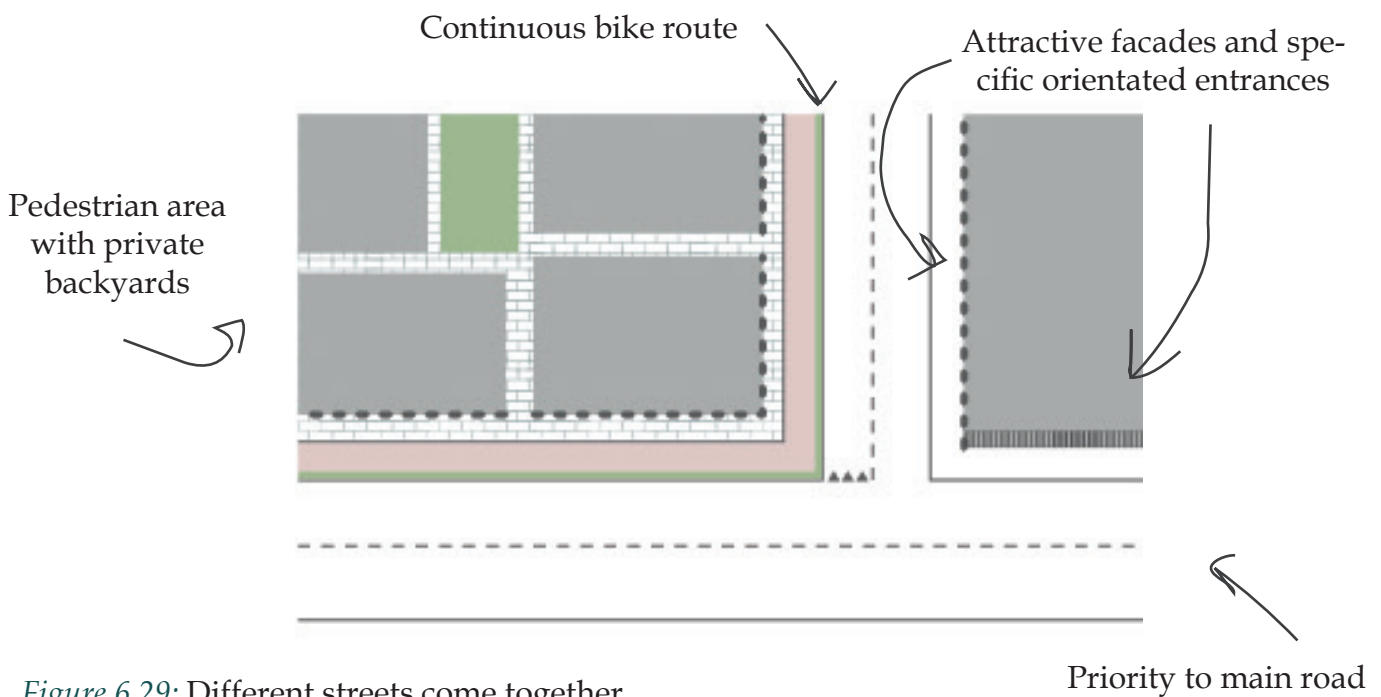 Continuous bike route
Attractive facades and spe-
cific orientated entrances
Pedestrian area
with private
backyards
Priority to main road
Figure 6.29: Different streets come together